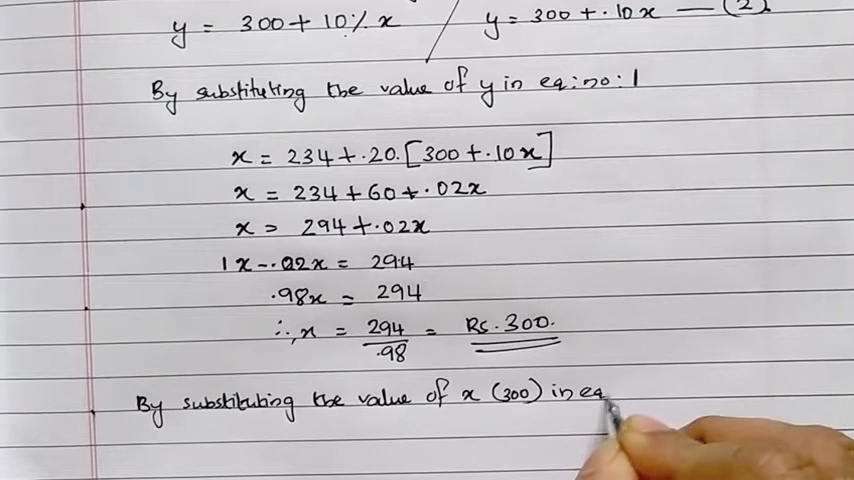 y = 300 + 10% x / y = 300 + .10x — (2).
By substituting the value of y in eq:no:1
x = 234 + .20.[300 + .10x]
x = 234 + 60 + .02x
x = 294 + .02x
1x - .02x = 294
.98x = 294
∴, x = 294/.98 = Rs. 300.
By substituting the value of x (300) in eq